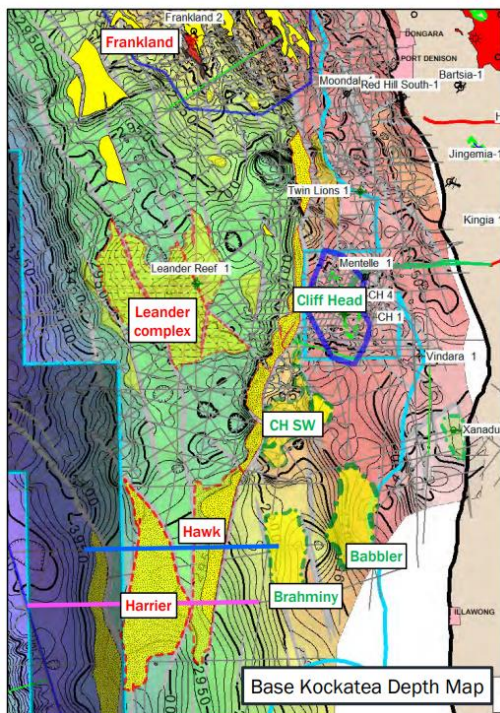 Frankland 2
Frankland
DONGARA
PORT DENISON
Bartsia-1
Red Hill South-1
Jingemia-1
Twin Lions 1
Kingia
Mentelle 1
Leander Reef 1
Leander
complex
Cliff Head
CH 4
CH 1
Vindara 1
CH SW
Xanadu
Hawk
Babbler
Harrier
Brahminy
ILLAWONG
2950
Base Kockatea Depth Map